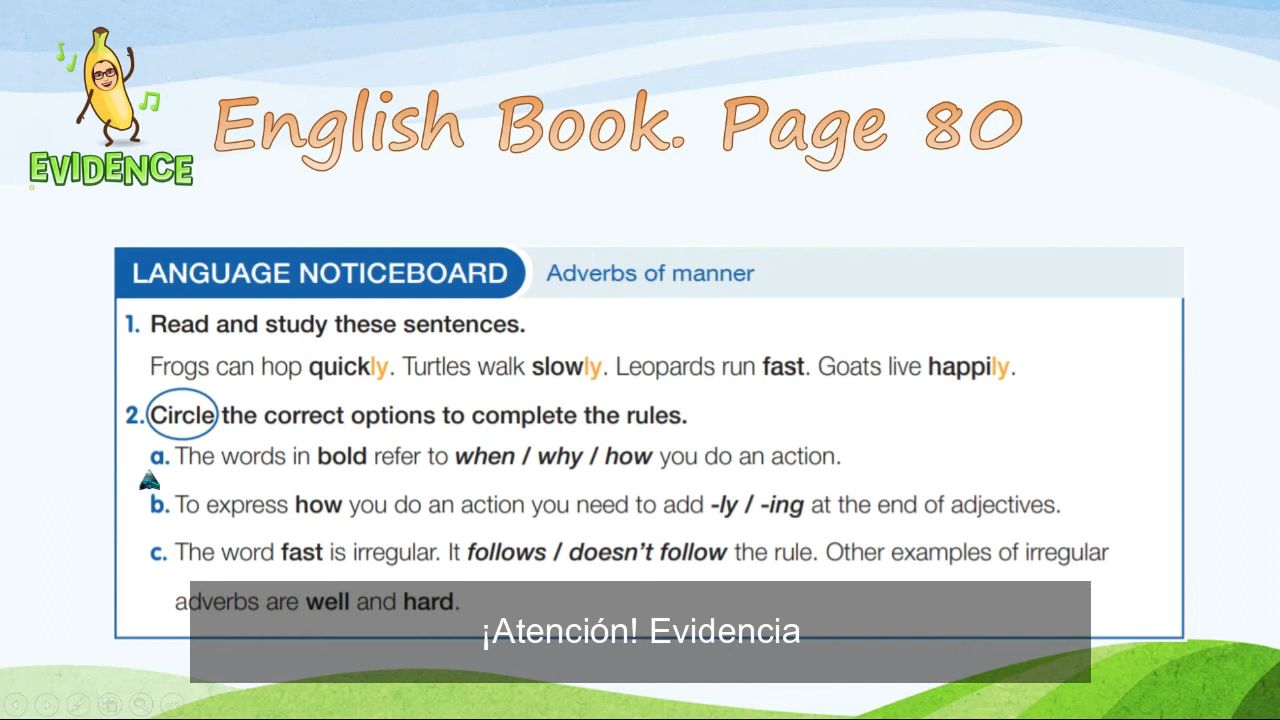 EVIDENCE
English Book. Page 80
LANGUAGE NOTICEBOARD Adverbs of manner
1. Read and study these sentences.
Frogs can hop quickly. Turtles walk slowly. Leopards run fast. Goats live happily.
2. Circle the correct options to complete the rules.
a. The words in bold refer to when / why / how you do an action.
b. To express how you do an action you need to add -ly / -ing at the end of adjectives.
c. The word fast is irregular. It follows / doesn't follow the rule. Other examples of irregular
adverbs are well and hard.
¡Atención! Evidencia